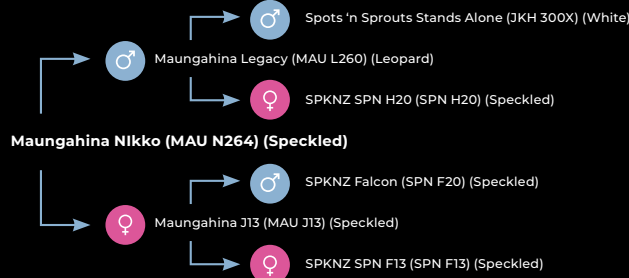 Spots ‘n Sprouts Stands Alone (JKH 300X) (White)
Maungahina Legacy (MAU L260) (Leopard)
SPKNZ SPN H20 (SPN H20) (Speckled)
Maungahina NIkko (MAU N264) (Speckled)
SPKNZ Falcon (SPN F20) (Speckled)
Maungahina J13 (MAU J13) (Speckled)
SPKNZ SPN F13 (SPN F13) (Speckled)